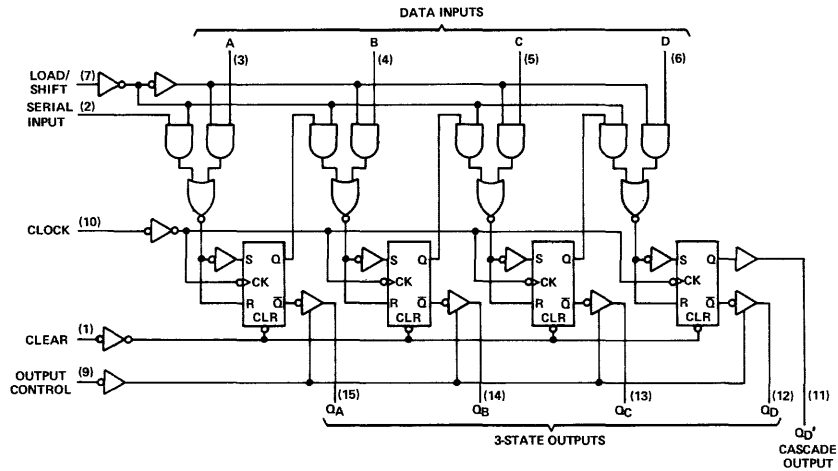 DATA INPUTS
A B C D
(3) (4) (5) (6)
LOAD/ (7)
SHIFT
SERIAL (2)
INPUT
CLOCK (10)
S Q S Q S Q S Q
CK CK CK CK
R Q̅ R Q̅ R Q̅ R Q̅
CLR CLR CLR CLR
CLEAR (1)
OUTPUT (9)
CONTROL
(15) (14) (13) (12) (11)
QA QB QC QD QD'
3-STATE OUTPUTS
CASCADE
OUTPUT